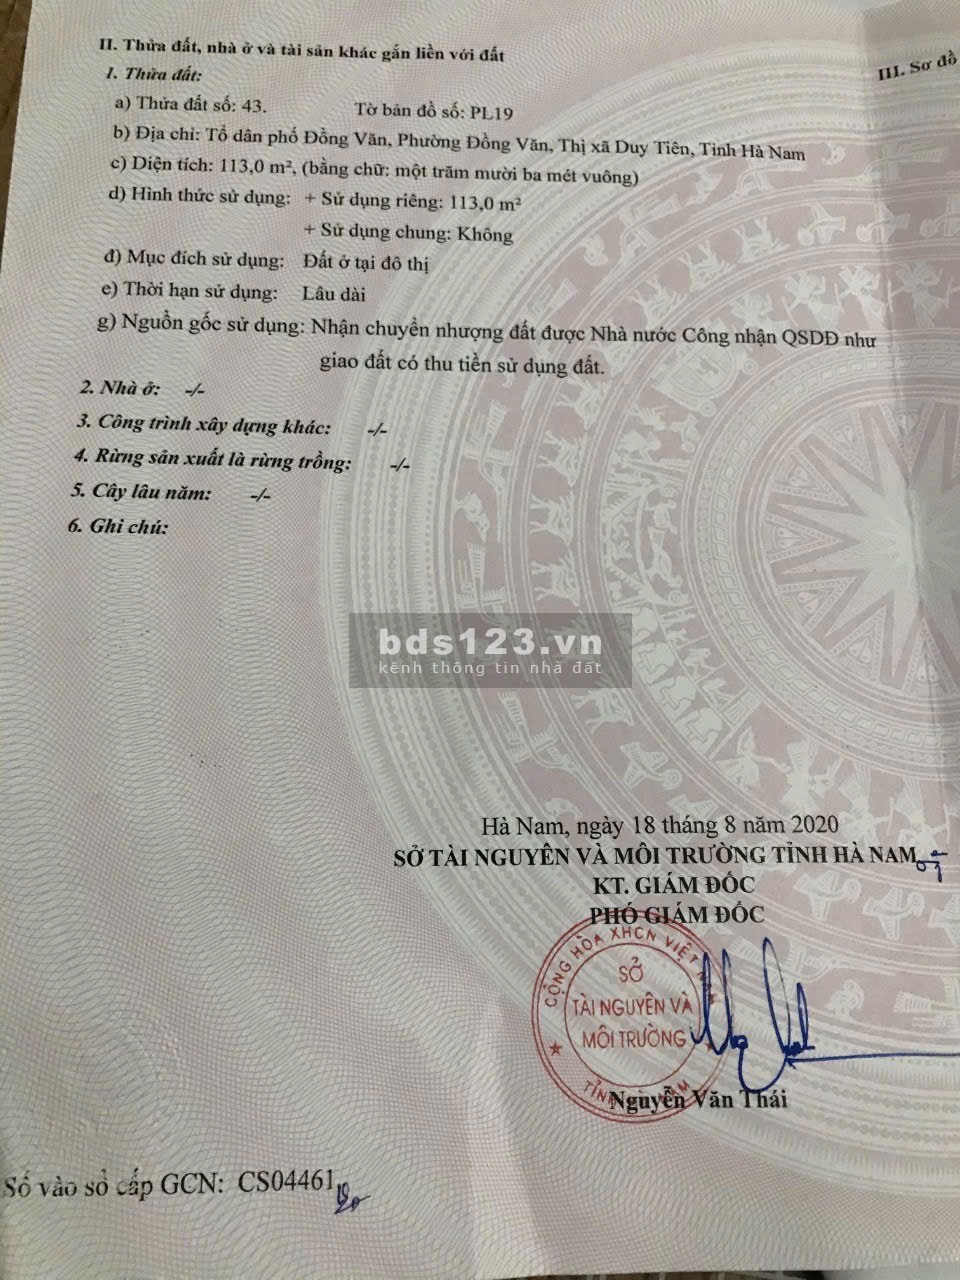 II. Thửa đất, nhà ở và tài sản khác gắn liền với đất
III. Sơ đồ
1. Thửa đất:
a) Thửa đất số: 43. Tờ bản đồ số: PL19
b) Địa chỉ: Tổ dân phố Đồng Văn, Phường Đồng Văn, Thị xã Duy Tiên, Tỉnh Hà Nam
c) Diện tích: 113,0 m², (bằng chữ: một trăm mười ba mét vuông)
d) Hình thức sử dụng: + Sử dụng riêng: 113,0 m²
+ Sử dụng chung: Không
đ) Mục đích sử dụng: Đất ở tại đô thị
e) Thời hạn sử dụng: Lâu dài
g) Nguồn gốc sử dụng: Nhận chuyển nhượng đất được Nhà nước Công nhận QSDĐ như
giao đất có thu tiền sử dụng đất.
2. Nhà ở: -/-
3. Công trình xây dựng khác: -/-
4. Rừng sản xuất là rừng trồng: -/-
5. Cây lâu năm: -/-
6. Ghi chú:
bds123.vn
kênh thông tin nhà đất
Hà Nam, ngày 18 tháng 8 năm 2020
SỞ TÀI NGUYÊN VÀ MÔI TRƯỜNG TỈNH HÀ NAM
KT. GIÁM ĐỐC
PHÓ GIÁM ĐỐC
CỘNG HÒA XHCN VIỆT NAM
SỞ
TÀI NGUYÊN VÀ
MÔI TRƯỜNG
TỈNH NAM
Nguyễn Văn Thái
Số vào sổ cấp GCN: CS04461